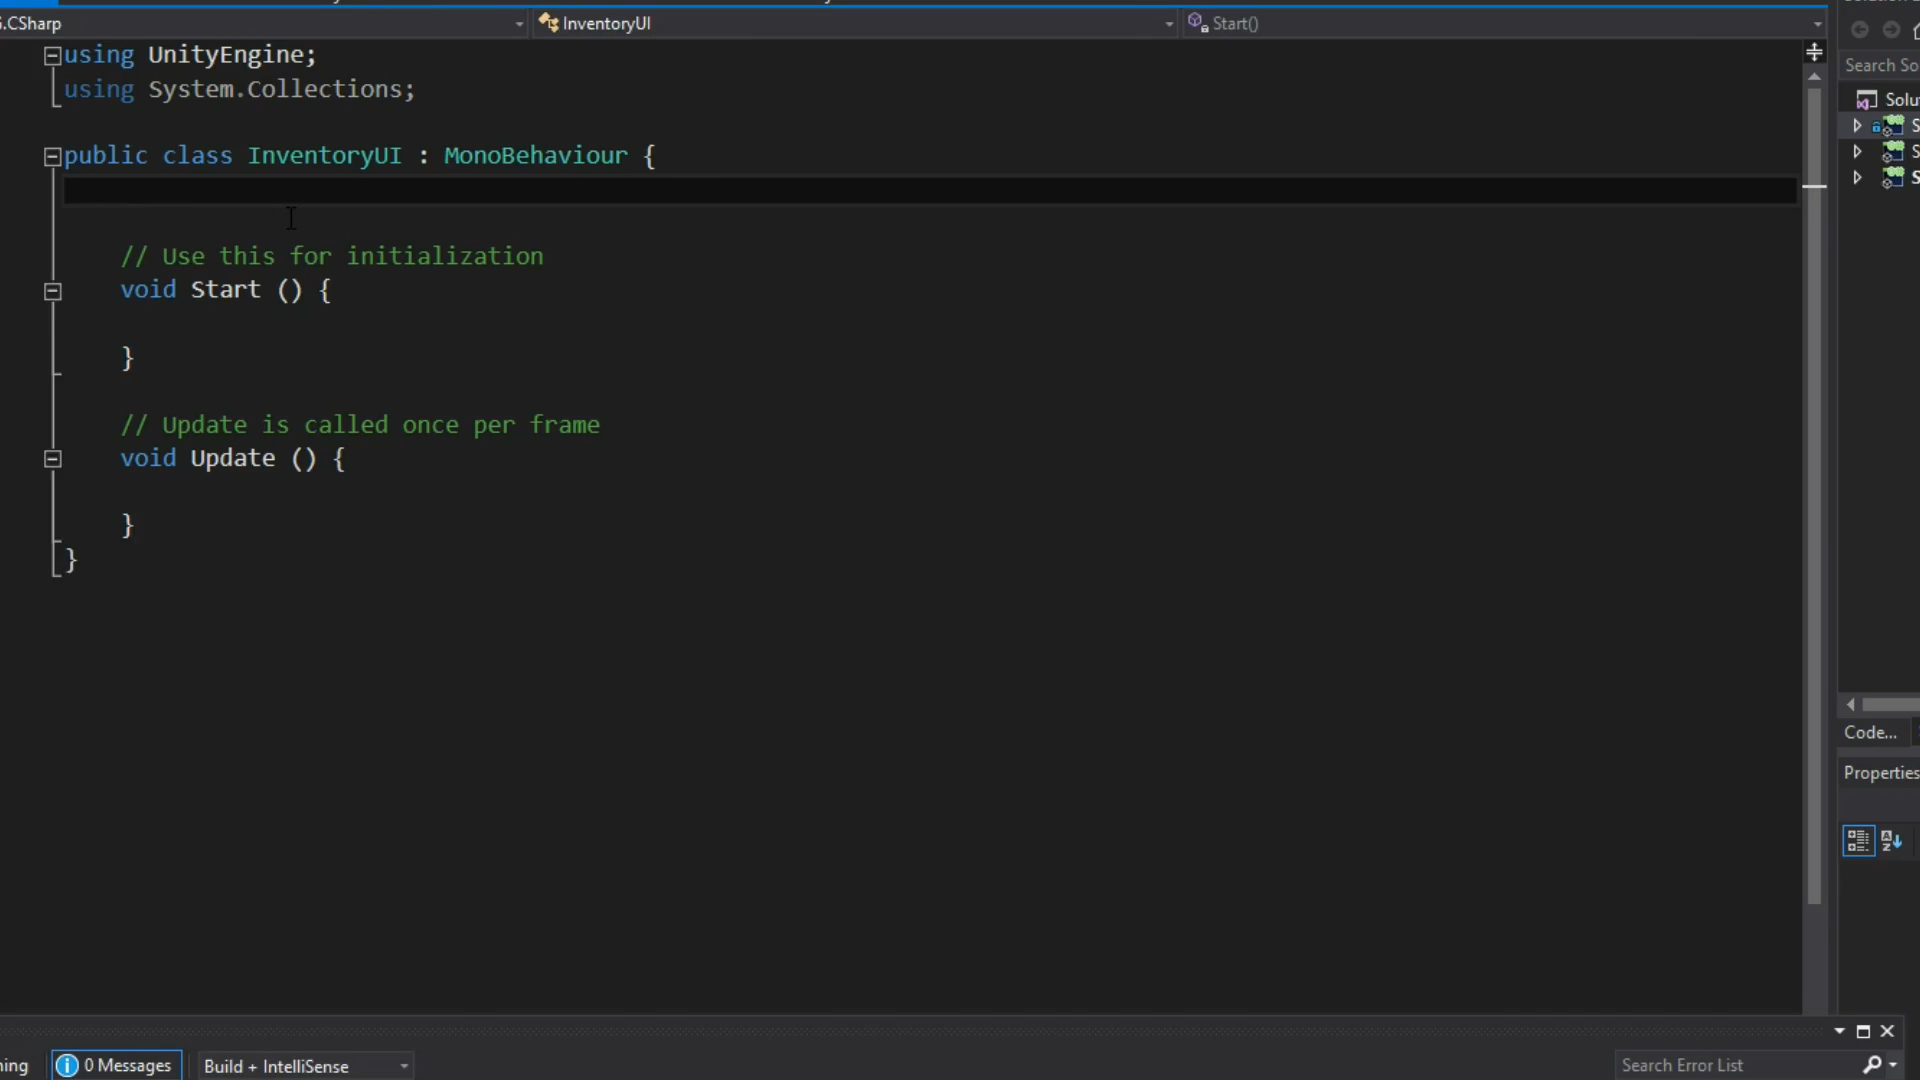 .CSharp
InventoryUI
Start()
using UnityEngine;
using System.Collections;
public class InventoryUI : MonoBehaviour {
// Use this for initialization
void Start () {
}
// Update is called once per frame
void Update () {
}
}
Search So
Solu
S
S
S
Code...
Properties
ning
0 Messages
Build + IntelliSense
Search Error List